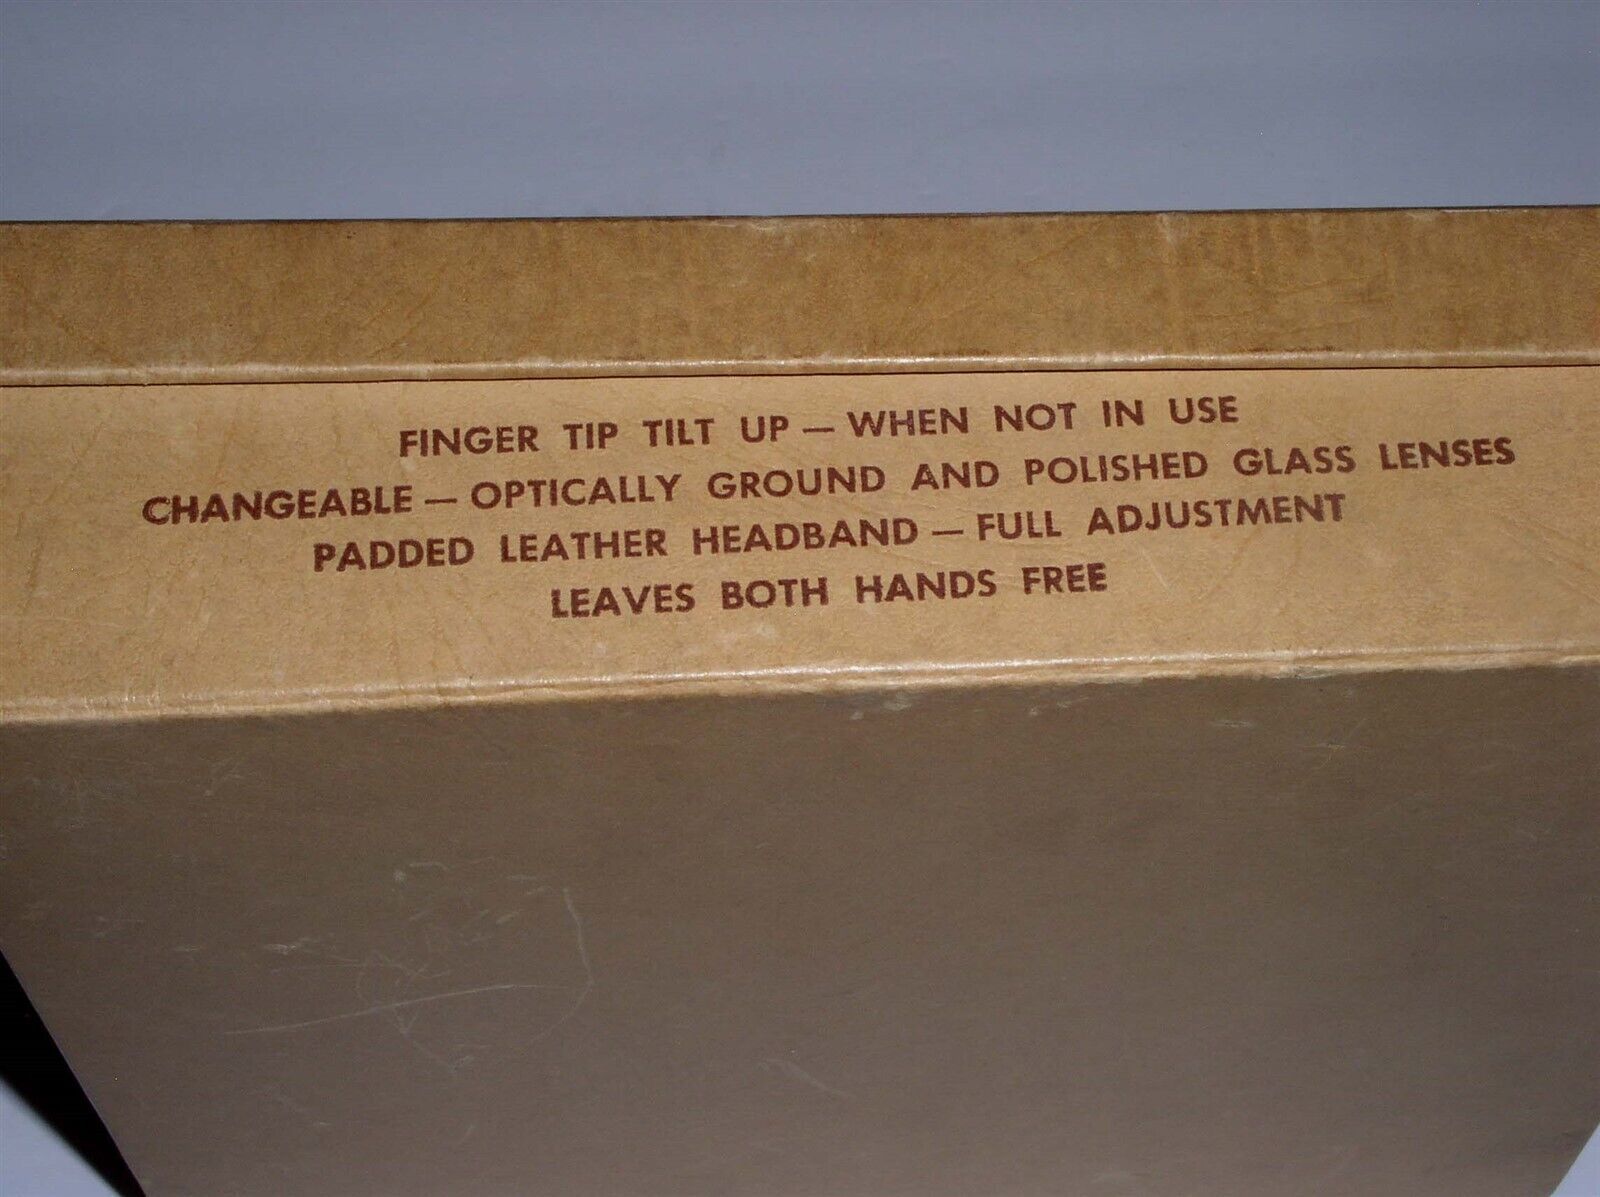 FINGER TIP TILT UP — WHEN NOT IN USE
CHANGEABLE — OPTICALLY GROUND AND POLISHED GLASS LENSES
PADDED LEATHER HEADBAND — FULL ADJUSTMENT
LEAVES BOTH HANDS FREE